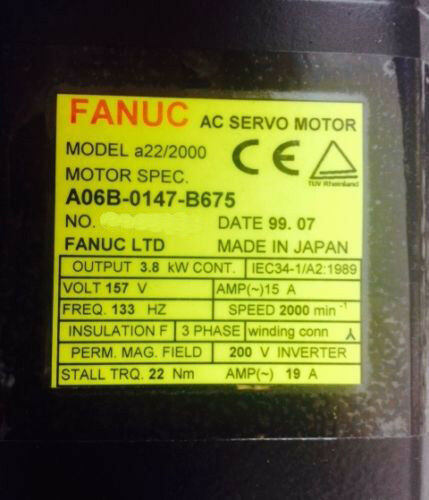 FANUC AC SERVO MOTOR
MODEL a22/2000
MOTOR SPEC.
A06B-0147-B675
NO. DATE 99. 07
FANUC LTD MADE IN JAPAN
CE
TUV Rheinland
OUTPUT 3.8 kW CONT. IEC34-1/A2:1989
VOLT 157 V AMP(~)15 A
FREQ. 133 HZ SPEED 2000 min⁻¹
INSULATION F 3 PHASE winding conn
PERM. MAG. FIELD 200 V INVERTER
STALL TRQ. 22 Nm AMP(~) 19 A